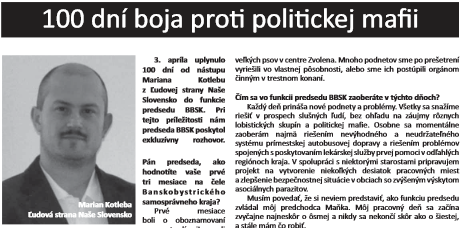 100 dní boja proti politickej mafii
Marian Kotleba
Ľudová strana Naše Slovensko
3. apríla uplynulo
100 dní od nástupu
Mariana Kotlebu
z Ľudovej strany Naše
Slovensko do funkcie
predsedu BBSK. Pri
tejto príležitosti nám
predseda BBSK poskytol
exkluzívny rozhovor.
Pán predseda, ako
hodnotíte vaše prvé
tri mesiace na čele
Banskobystrického
samosprávneho kraja?
Prvé mesiace
boli o oboznamovaní
veľkých psov v centre Zvolena. Mnoho podnetov sme po prešetrení
vyriešili vo vlastnej pôsobnosti, alebo sme ich postúpili orgánom
činným v trestnom konaní.
Čím sa vo funkcii predsedu BBSK zaoberáte v týchto dňoch?
Každý deň prináša nové podnety a problémy. Všetky sa snažíme
riešiť v prospech slušných ľudí, bez ohľadu na záujmy rôznych
lobistických skupín a politickej mafie. Osobne sa momentálne
zaoberám najmä riešením nevýhodného a neudržateľného
systému prímestskej autobusovej dopravy a riešením problémov
spojených s poskytovaním lekárskej služby prvej pomoci v odľahlých
regiónoch kraja. V spolupráci s niektorými starostami pripravujem
projekt na vytvorenie niekoľkých desiatok pracovných miest
a zlepšenie bezpečnostnej situácie v obciach so zvýšeným výskytom
asociálnych parazitov.
Musím povedať, že si neviem predstaviť, ako funkciu predsedu
zvládal môj predchodca Maňka. Môj pracovný deň sa začína
zvyčajne najneskôr o ôsmej a nikdy sa nekončí skôr ako o šiestej,
a stále mám čo robiť.